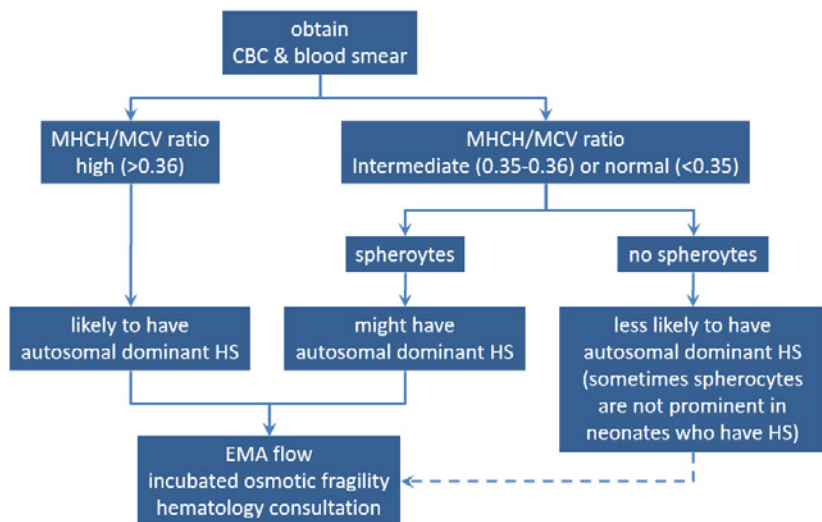 obtain
CBC & blood smear
MHCH/MCV ratio
high (>0.36)
MHCH/MCV ratio
Intermediate (0.35-0.36) or normal (<0.35)
spheroytes
no spheroytes
likely to have
autosomal dominant HS
might have
autosomal dominant HS
less likely to have
autosomal dominant HS
(sometimes spherocytes
are not prominent in
neonates who have HS)
EMA flow
incubated osmotic fragility
hematology consultation